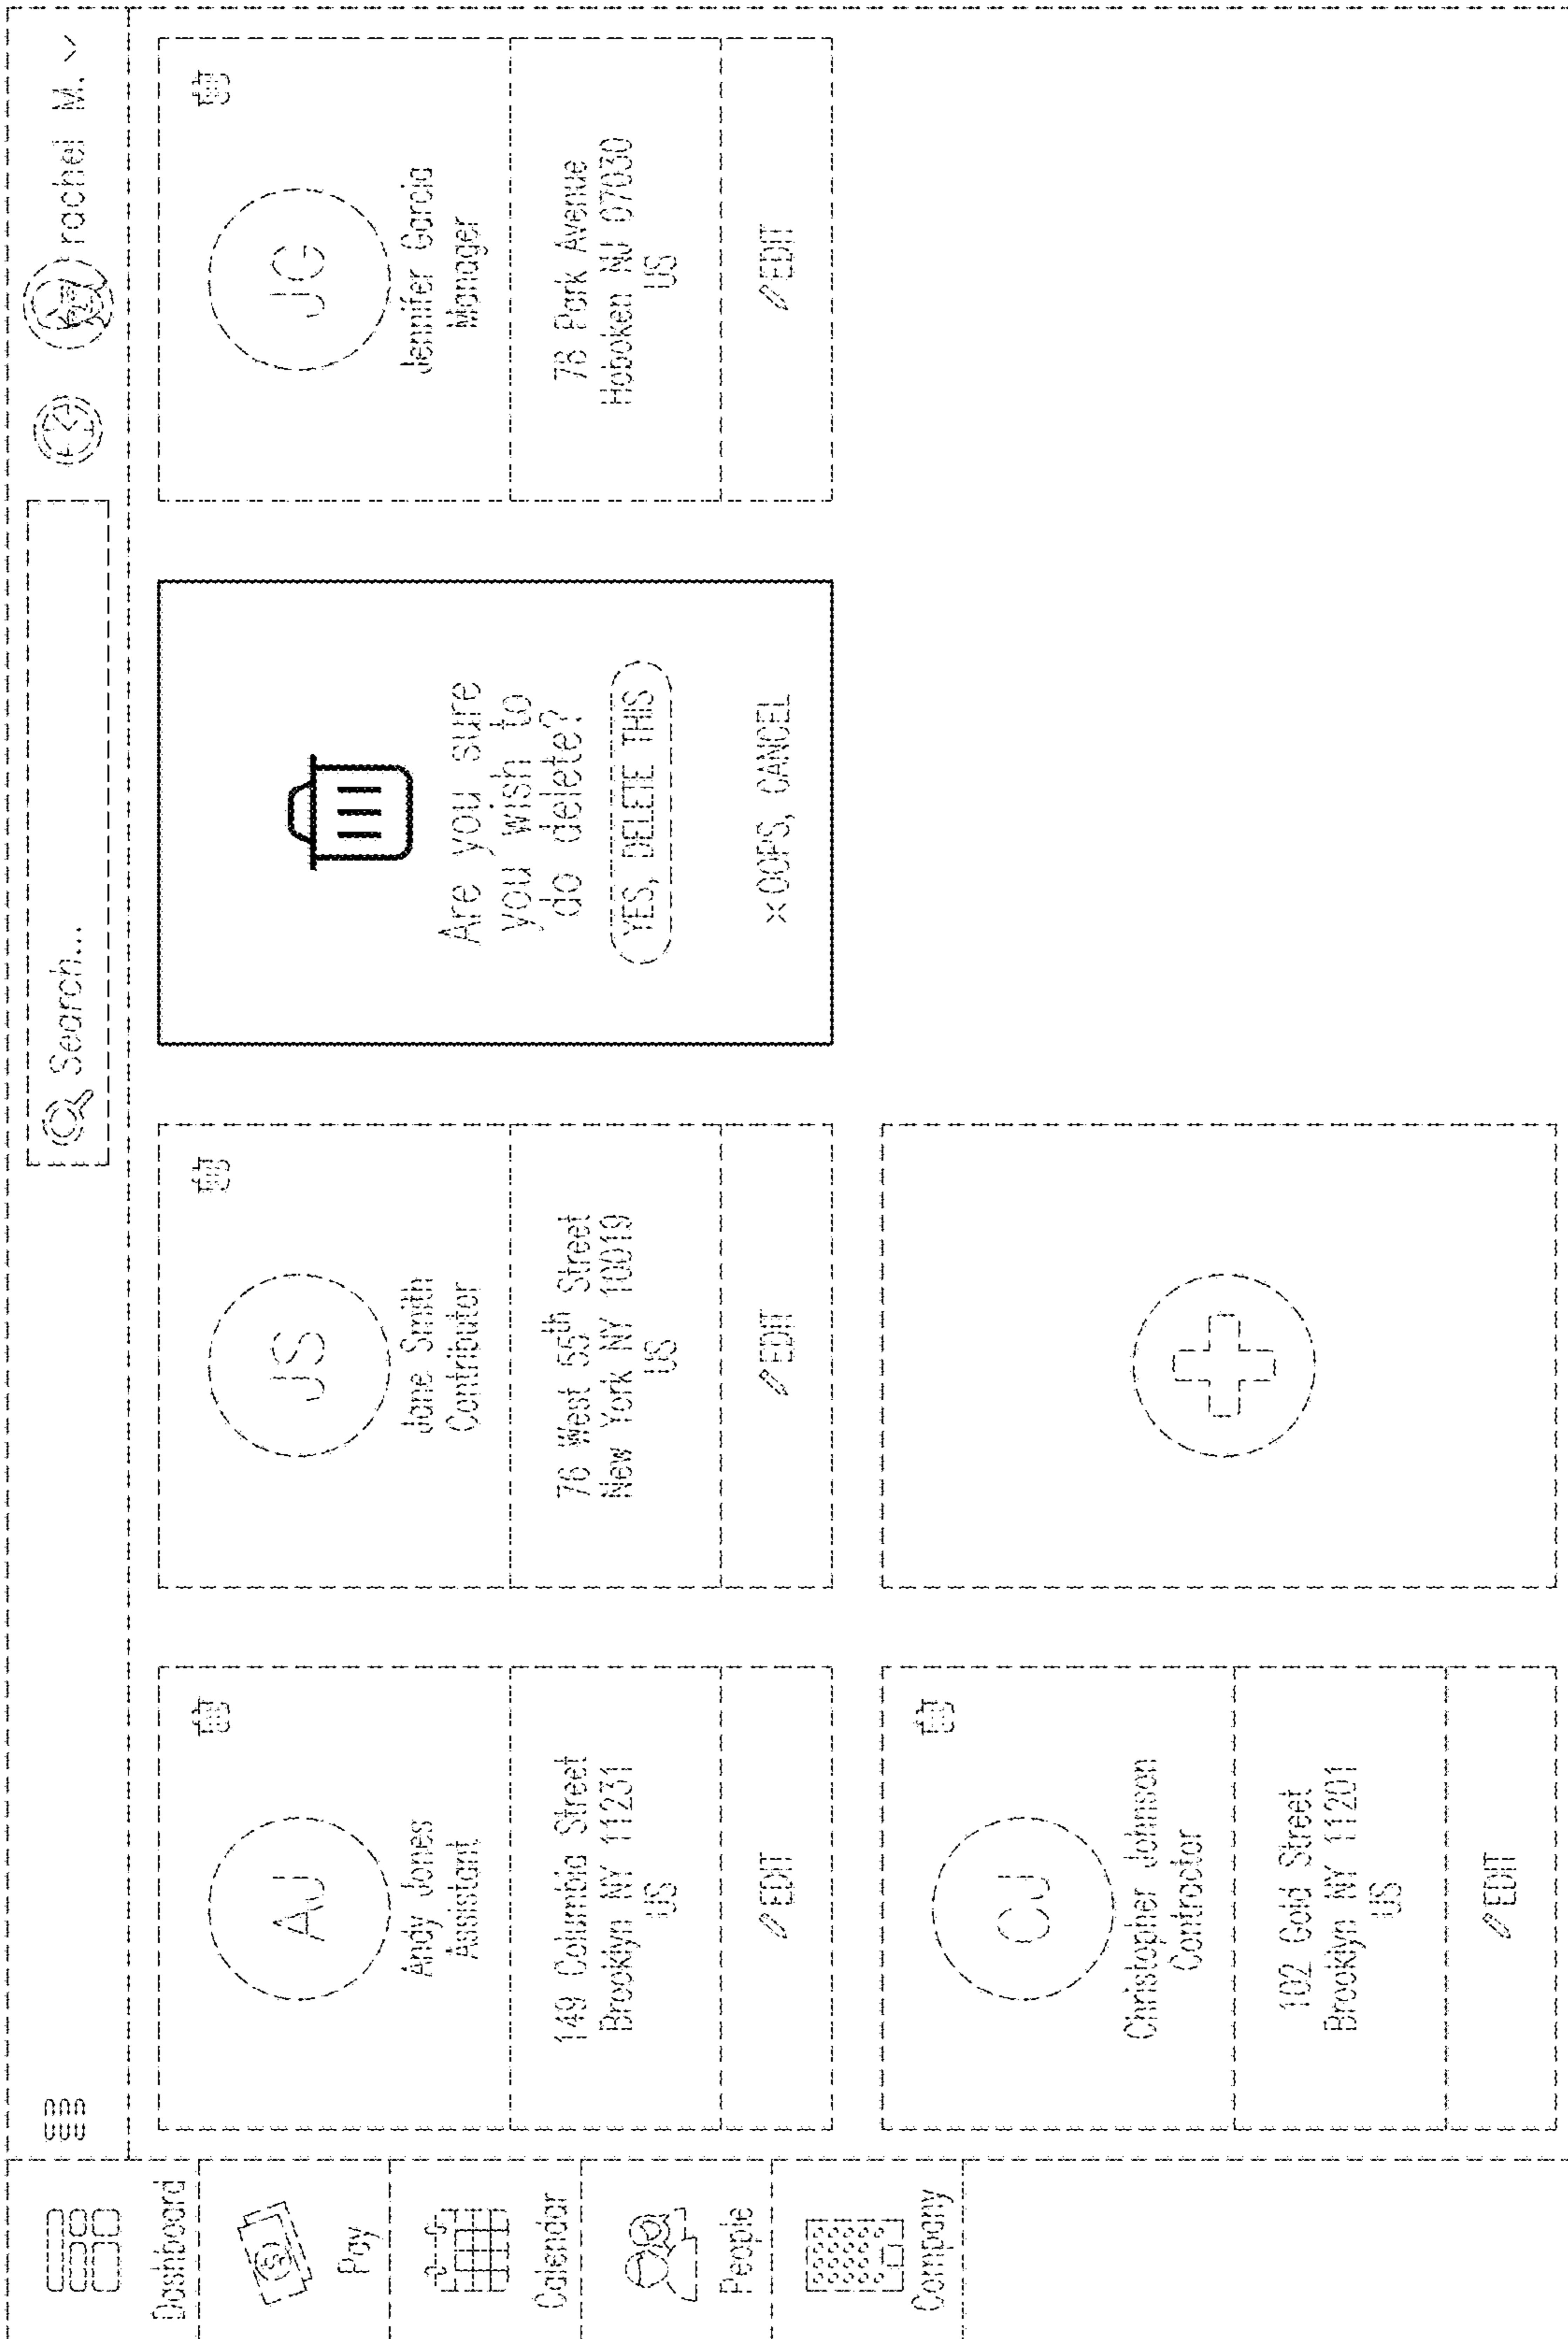 Search...
rachel M.
Dashboard
Pay
Calendar
People
Company
AJ
Andy Jones
Assistant
149 Columbia Street
Brooklyn NY 11231
US
EDIT
JS
Jane Smith
Contributor
76 West 55th Street
New York NY 10019
US
EDIT
Are you sure
you wish to
do delete?
YES, DELETE THIS
×OOPS, CANCEL
JG
Jennifer Garcia
Manager
78 Park Avenue
Hoboken NJ 07030
US
EDIT
CJ
Christopher Johnson
Contractor
102 Gold Street
Brooklyn NY 11201
US
EDIT